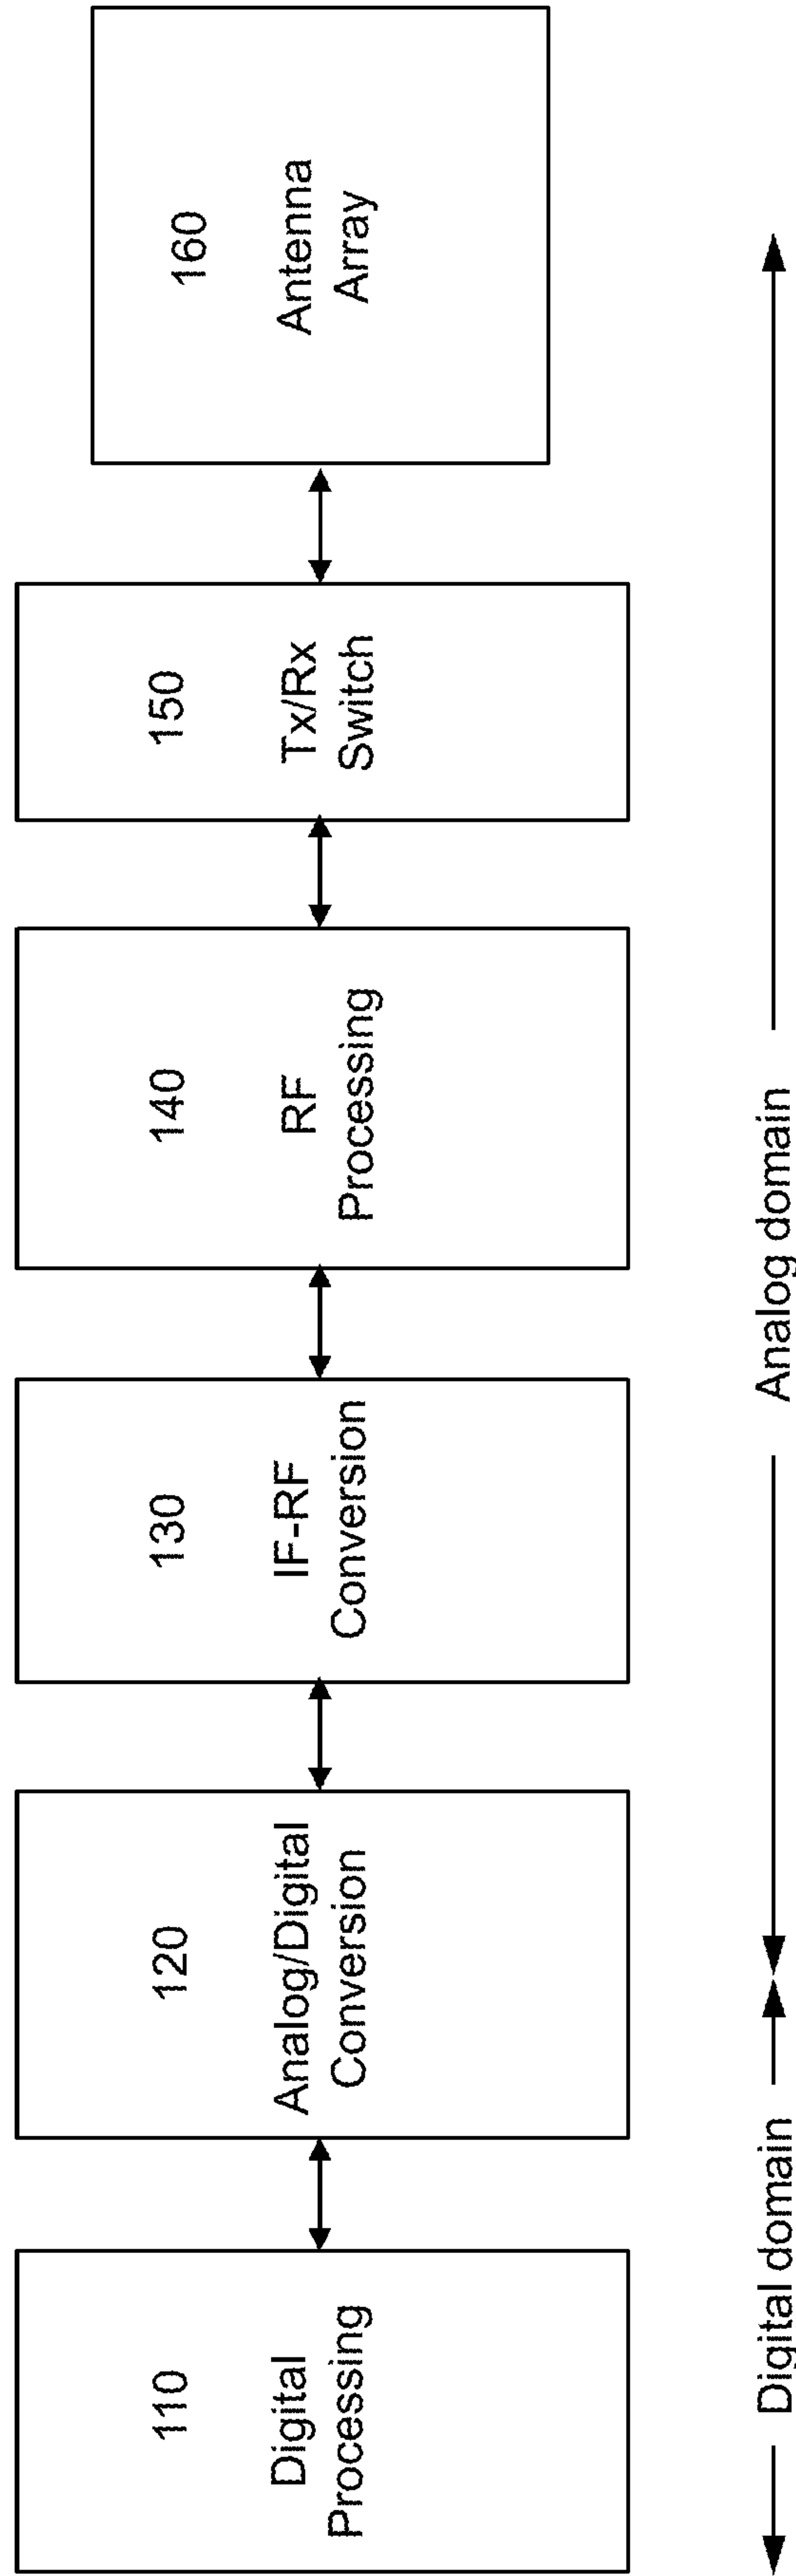 110
Digital
Processing
120
Analog/Digital
Conversion
130
IF-RF
Conversion
140
RF
Processing
150
Tx/Rx
Switch
160
Antenna
Array
Digital domain
Analog domain